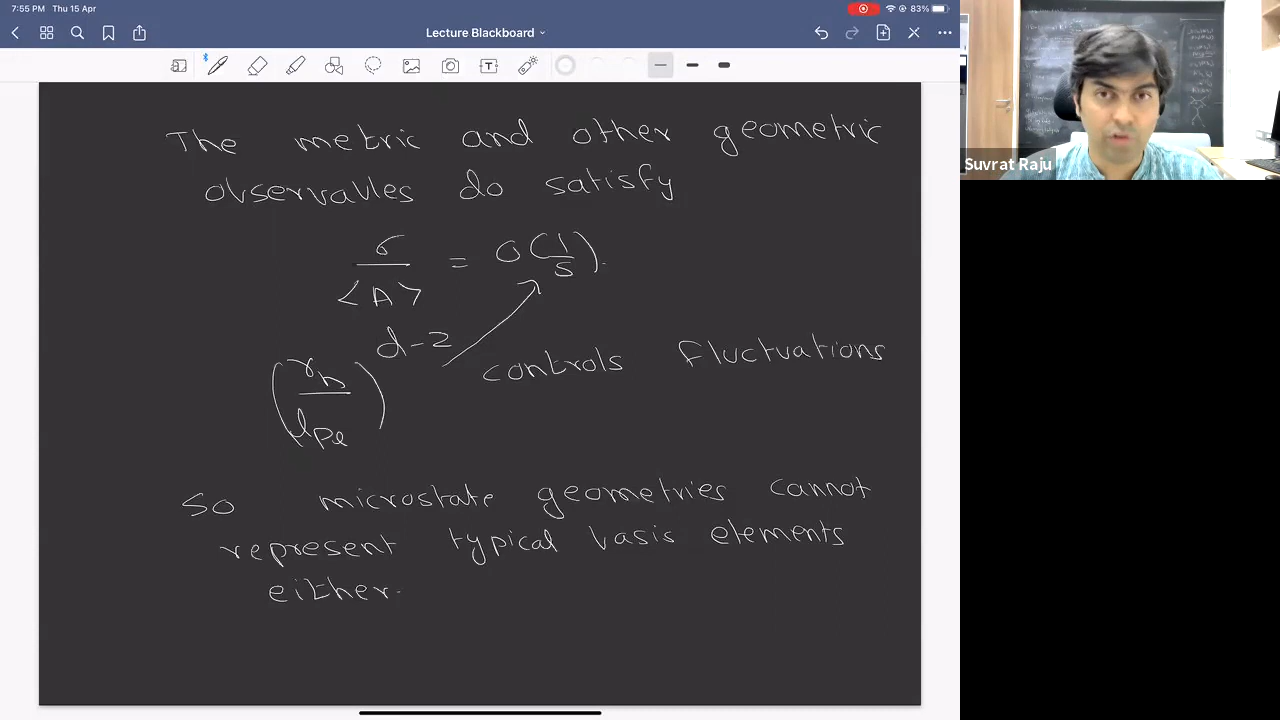 7:55 PM Thu 15 Apr
83%
Lecture Blackboard
Suvrat Raju
The metric and other geometric
observables do satisfy
σ/<A> = O(1/S).
(r_h/l_pl)^{d-2} controls fluctuations
So microstate geometries cannot
represent typical basis elements
either.